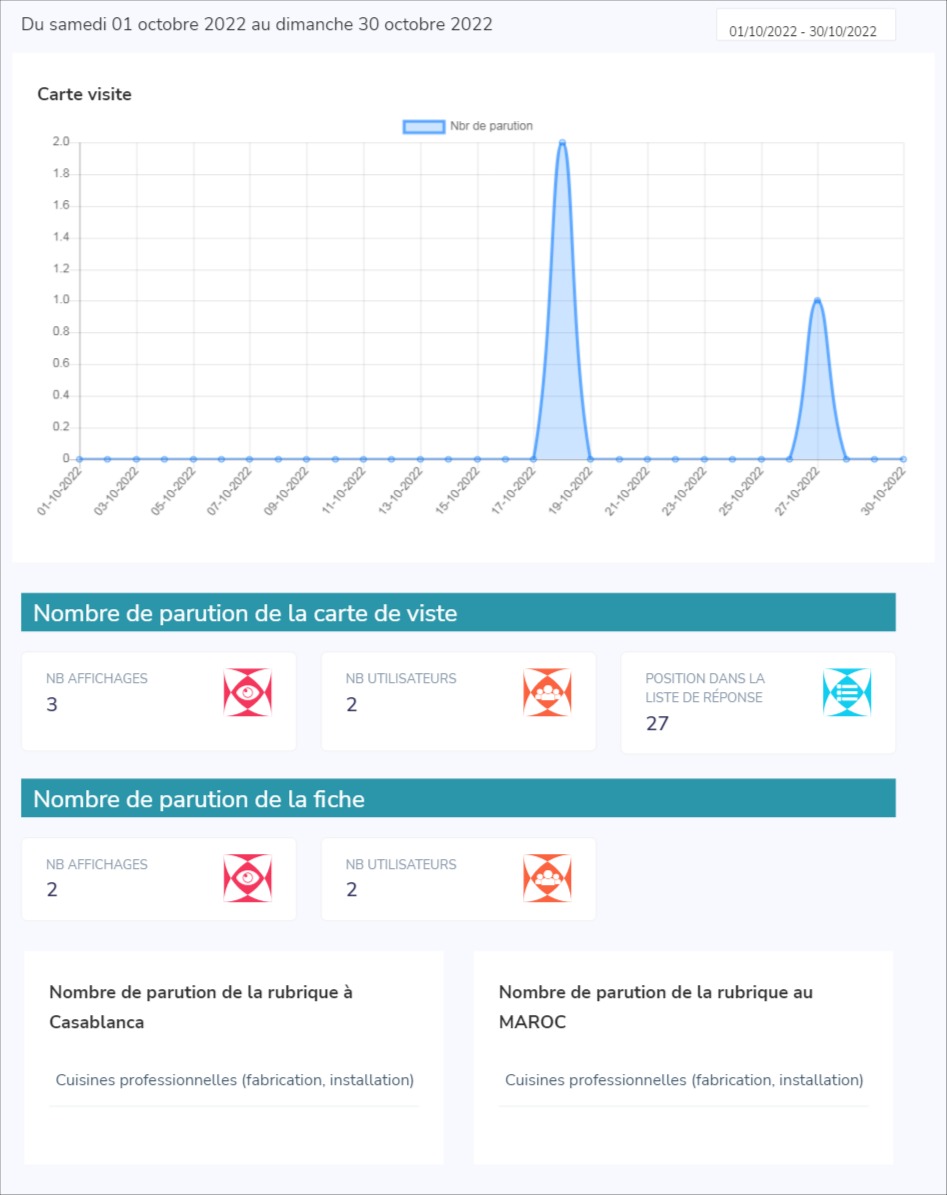 Du samedi 01 octobre 2022 au dimanche 30 octobre 2022
01/10/2022 - 30/10/2022
Carte visite
Nbr de parution
2.0
1.8
1.6
1.4
1.2
1.0
0.8
0.6
0.4
0.2
0
01-10-2022
03-10-2022
05-10-2022
07-10-2022
09-10-2022
11-10-2022
13-10-2022
15-10-2022
17-10-2022
19-10-2022
21-10-2022
23-10-2022
25-10-2022
27-10-2022
30-10-2022
Nombre de parution de la carte de viste
NB AFFICHAGES
3
NB UTILISATEURS
2
POSITION DANS LA
LISTE DE RÉPONSE
27
Nombre de parution de la fiche
NB AFFICHAGES
2
NB UTILISATEURS
2
Nombre de parution de la rubrique à
Casablanca
Cuisines professionnelles (fabrication, installation)
Nombre de parution de la rubrique au
MAROC
Cuisines professionnelles (fabrication, installation)